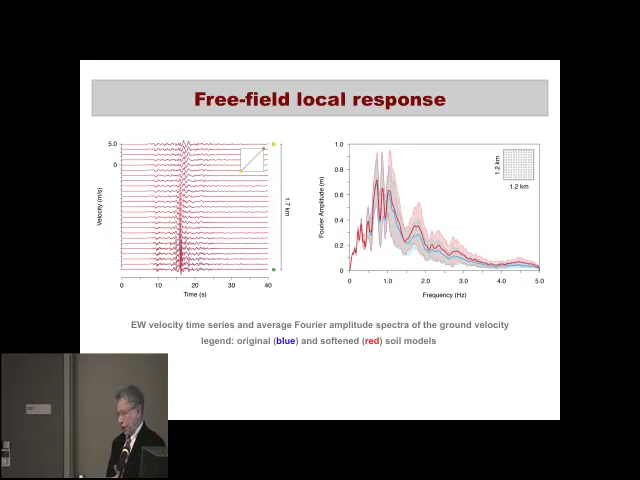 Free-field local response
5.0
0
Velocity (m/s)
0
10
20
30
40
Time (s)
1.7 km
1.0
0.8
0.6
0.4
0.2
0
Fourier Amplitude (m)
0
1.0
2.0
3.0
4.0
5.0
Frequency (Hz)
1.2 km
1.2 km
EW velocity time series and average Fourier amplitude spectra of the ground velocity
legend: original (blue) and softened (red) soil models